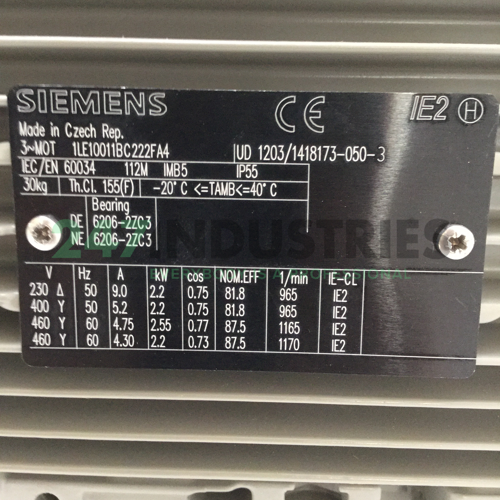 SIEMENS CE IE2 H
Made in Czech Rep.
3~MOT 1LE10011BC222FA4 UD 1203/1418173-050-3
IEC/EN 60034 112M IMB5 IP55
30kg Th.Cl. 155(F) -20° C <=TAMB<=40° C
Bearing
DE 6206-2ZC3
NE 6206-2ZC3
247 INDUSTRIES
V Hz A kW cos NOM.EFF 1/min IE-CL
230 Δ 50 9.0 2.2 0.75 81.8 965 IE2
400 Y 50 5.2 2.2 0.75 81.8 965 IE2
460 Y 60 4.75 2.55 0.77 87.5 1165 IE2
460 Y 60 4.30 2.2 0.73 87.5 1170 IE2